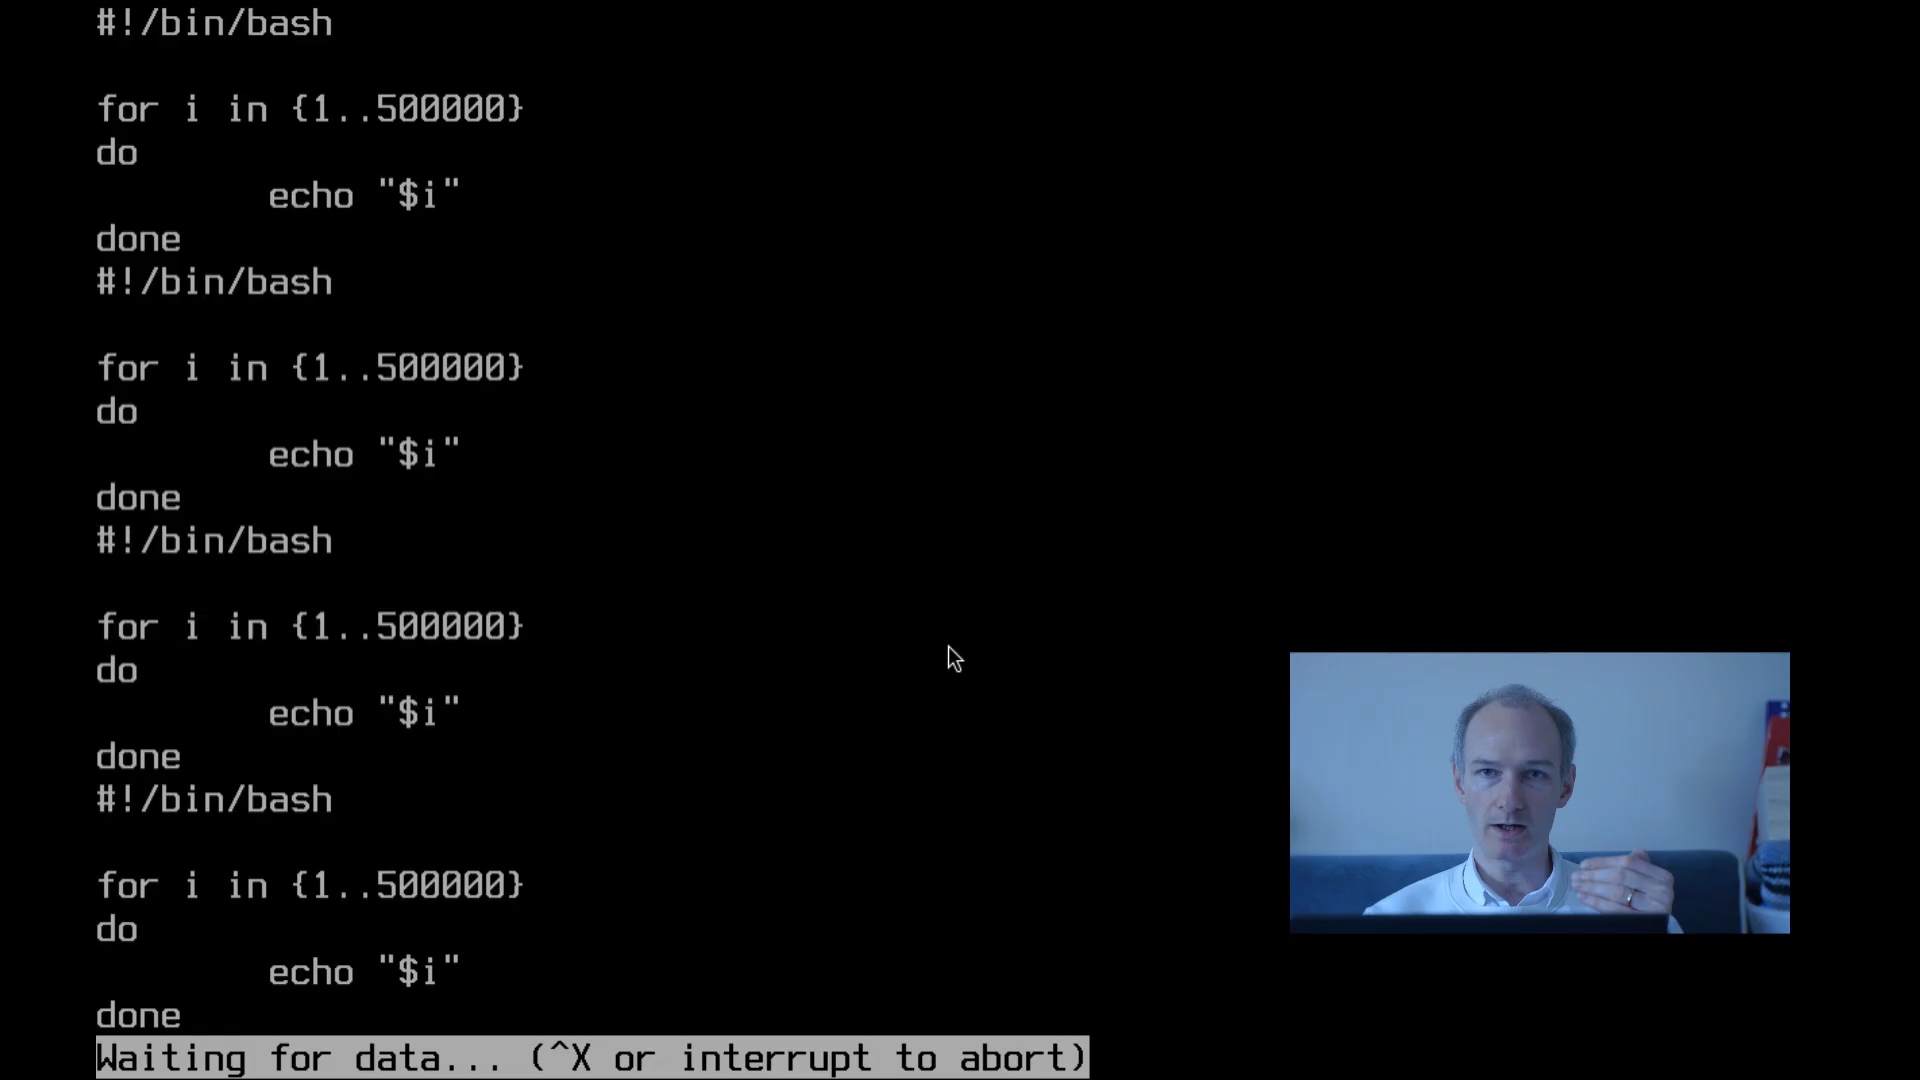 #!/bin/bash
for i in {1..500000}
do
        echo "$i"
done
#!/bin/bash
for i in {1..500000}
do
        echo "$i"
done
#!/bin/bash
for i in {1..500000}
do
        echo "$i"
done
#!/bin/bash
for i in {1..500000}
do
        echo "$i"
done
Waiting for data... (^X or interrupt to abort)